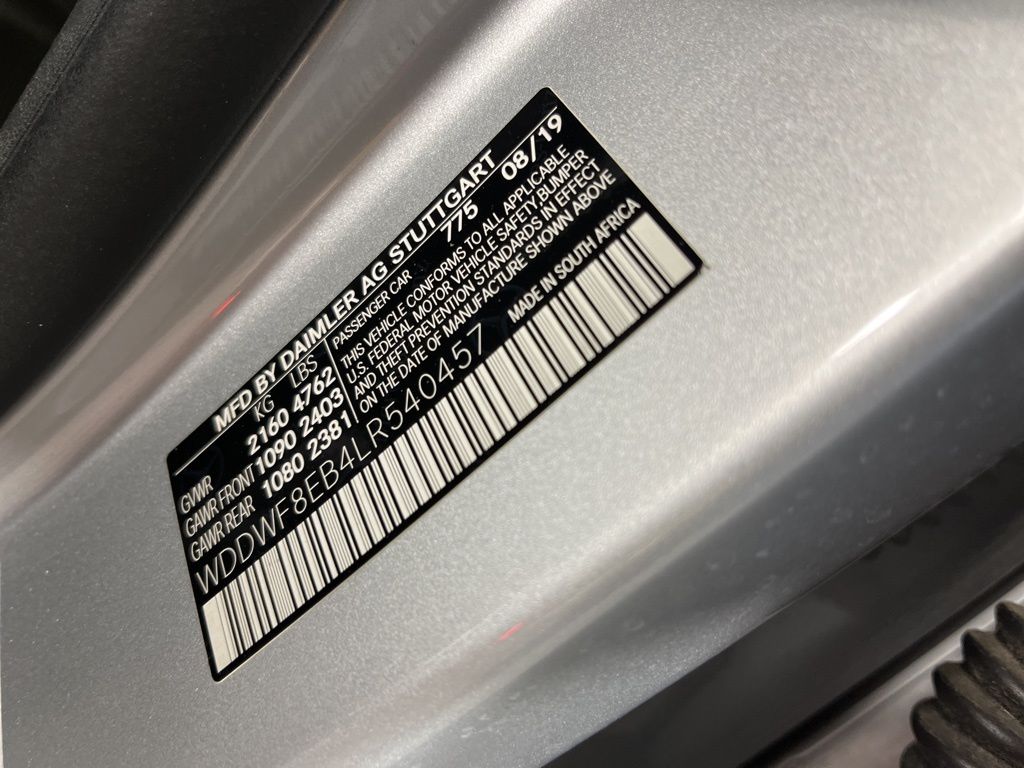 MFD BY DAIMLER AG STUTTGART
KG LBS
GVWR 2160 4762
GAWR FRONT 1090 2403
GAWR REAR 1080 2381
PASSENGER CAR 775 08/19
THIS VEHICLE CONFORMS TO ALL APPLICABLE
U.S. FEDERAL MOTOR VEHICLE SAFETY,BUMPER
AND THEFT PREVENTION STANDARDS IN EFFECT
ON THE DATE OF MANUFACTURE SHOWN ABOVE
WDDWF8EB4LR540457
MADE IN SOUTH AFRICA